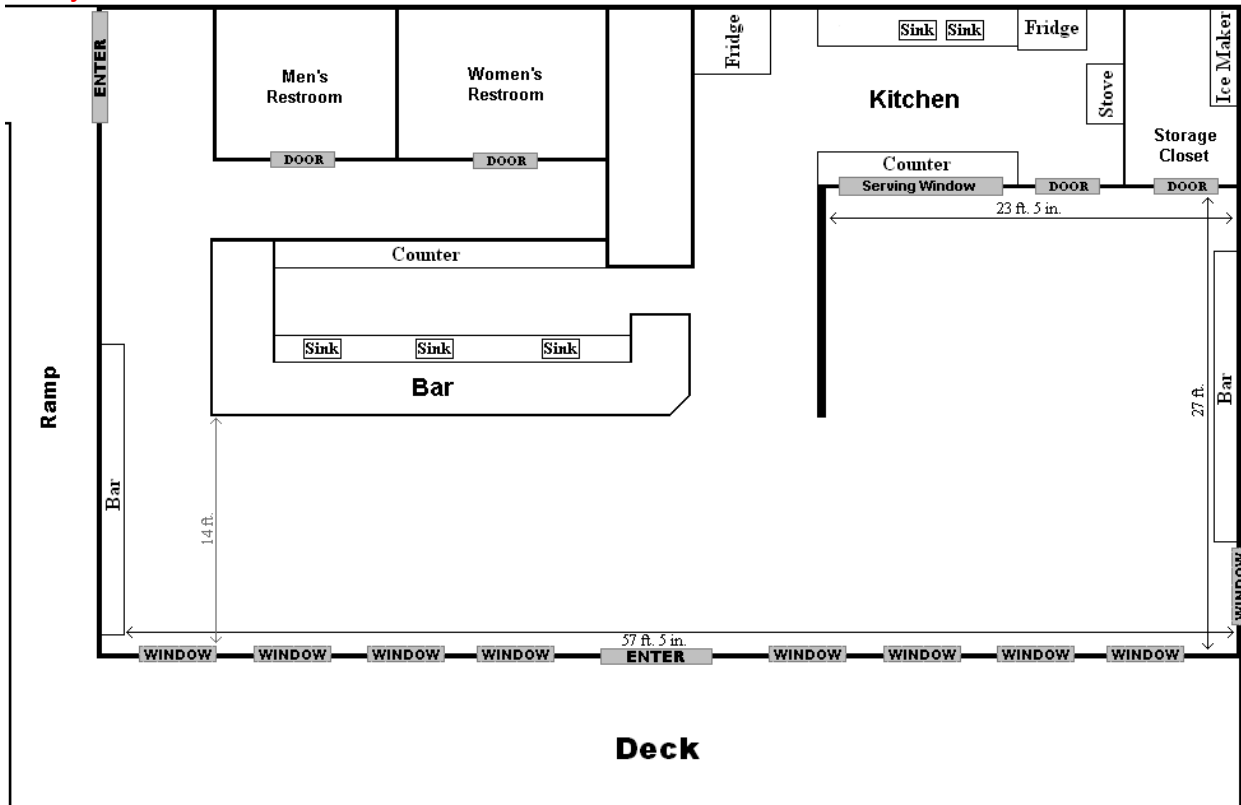 ENTER
Men's
Restroom
Women's
Restroom
Fridge
Sink Sink
Fridge
Ice Maker
Kitchen
Stove
Storage
Closet
DOOR
DOOR
Counter
Serving Window
DOOR
DOOR
23 ft. 5 in.
Counter
Sink
Sink
Sink
Bar
Ramp
Bar
27 ft.
Bar
14 ft.
WINDOW
57 ft. 5 in.
WINDOW
WINDOW
WINDOW
WINDOW
ENTER
WINDOW
WINDOW
WINDOW
WINDOW
Deck